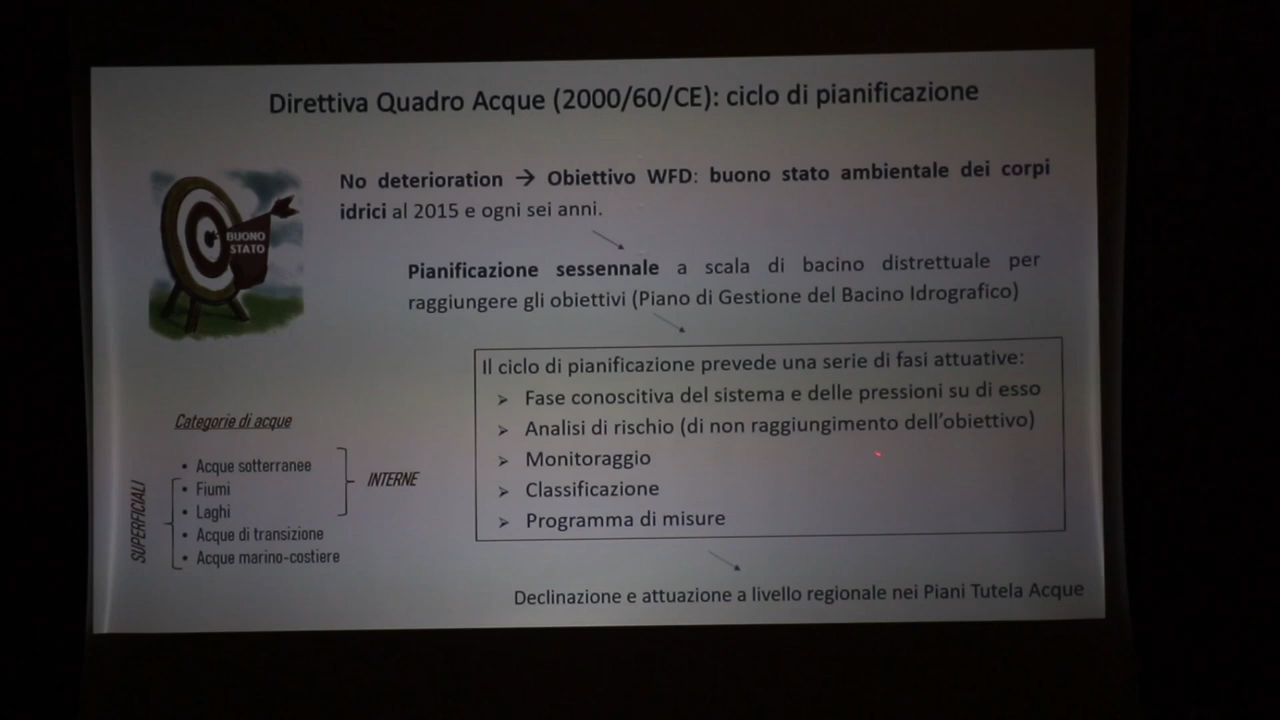 Direttiva Quadro Acque (2000/60/CE): ciclo di pianificazione
BUONO
STATO
No deterioration → Obiettivo WFD: buono stato ambientale dei corpi
idrici al 2015 e ogni sei anni.
Pianificazione sessennale a scala di bacino distrettuale per
raggiungere gli obiettivi (Piano di Gestione del Bacino Idrografico)
Il ciclo di pianificazione prevede una serie di fasi attuative:
➢ Fase conoscitiva del sistema e delle pressioni su di esso
➢ Analisi di rischio (di non raggiungimento dell'obiettivo)
➢ Monitoraggio
➢ Classificazione
➢ Programma di misure
Categorie di acque
• Acque sotterranee
• Fiumi
• Laghi
• Acque di transizione
• Acque marino-costiere
INTERNE
SUPERFICIALI
Declinazione e attuazione a livello regionale nei Piani Tutela Acque